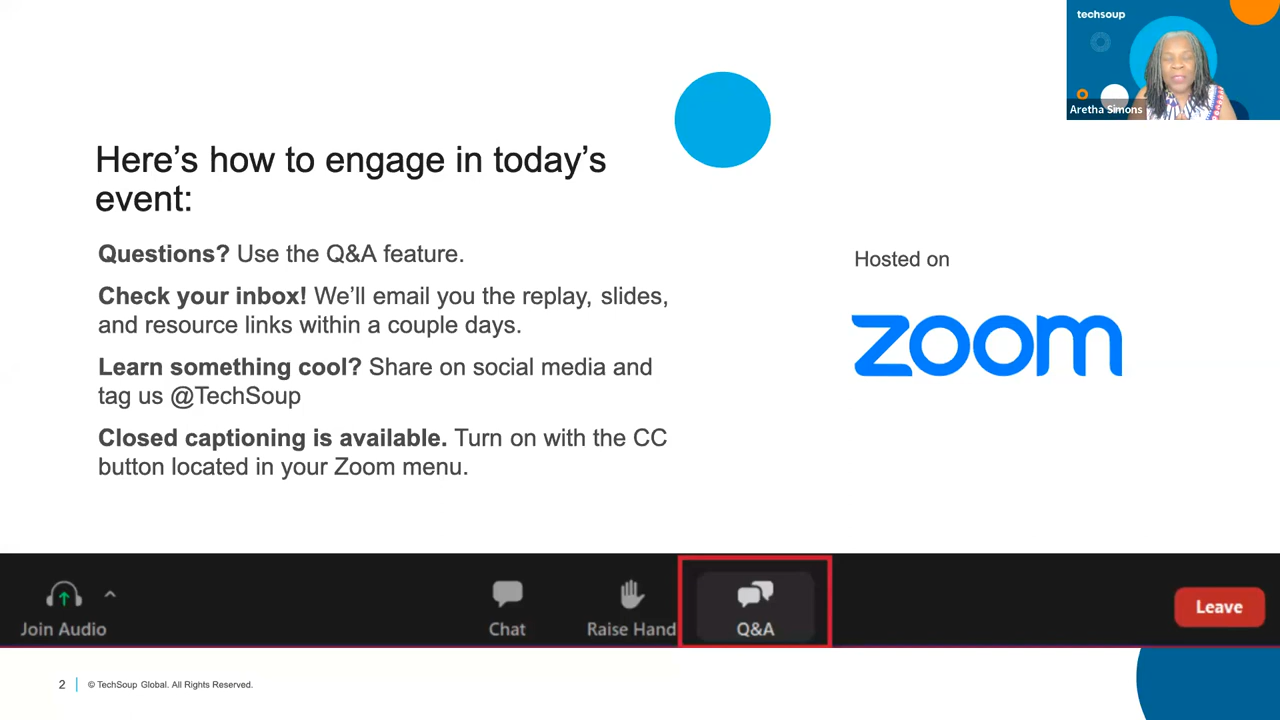 techsoup
Aretha Simons
Here’s how to engage in today’s
event:
Questions? Use the Q&A feature.
Check your inbox! We’ll email you the replay, slides,
and resource links within a couple days.
Learn something cool? Share on social media and
tag us @TechSoup
Closed captioning is available. Turn on with the CC
button located in your Zoom menu.
Hosted on
zoom
Join Audio
Chat
Raise Hand
Q&A
Leave
2
© TechSoup Global. All Rights Reserved.